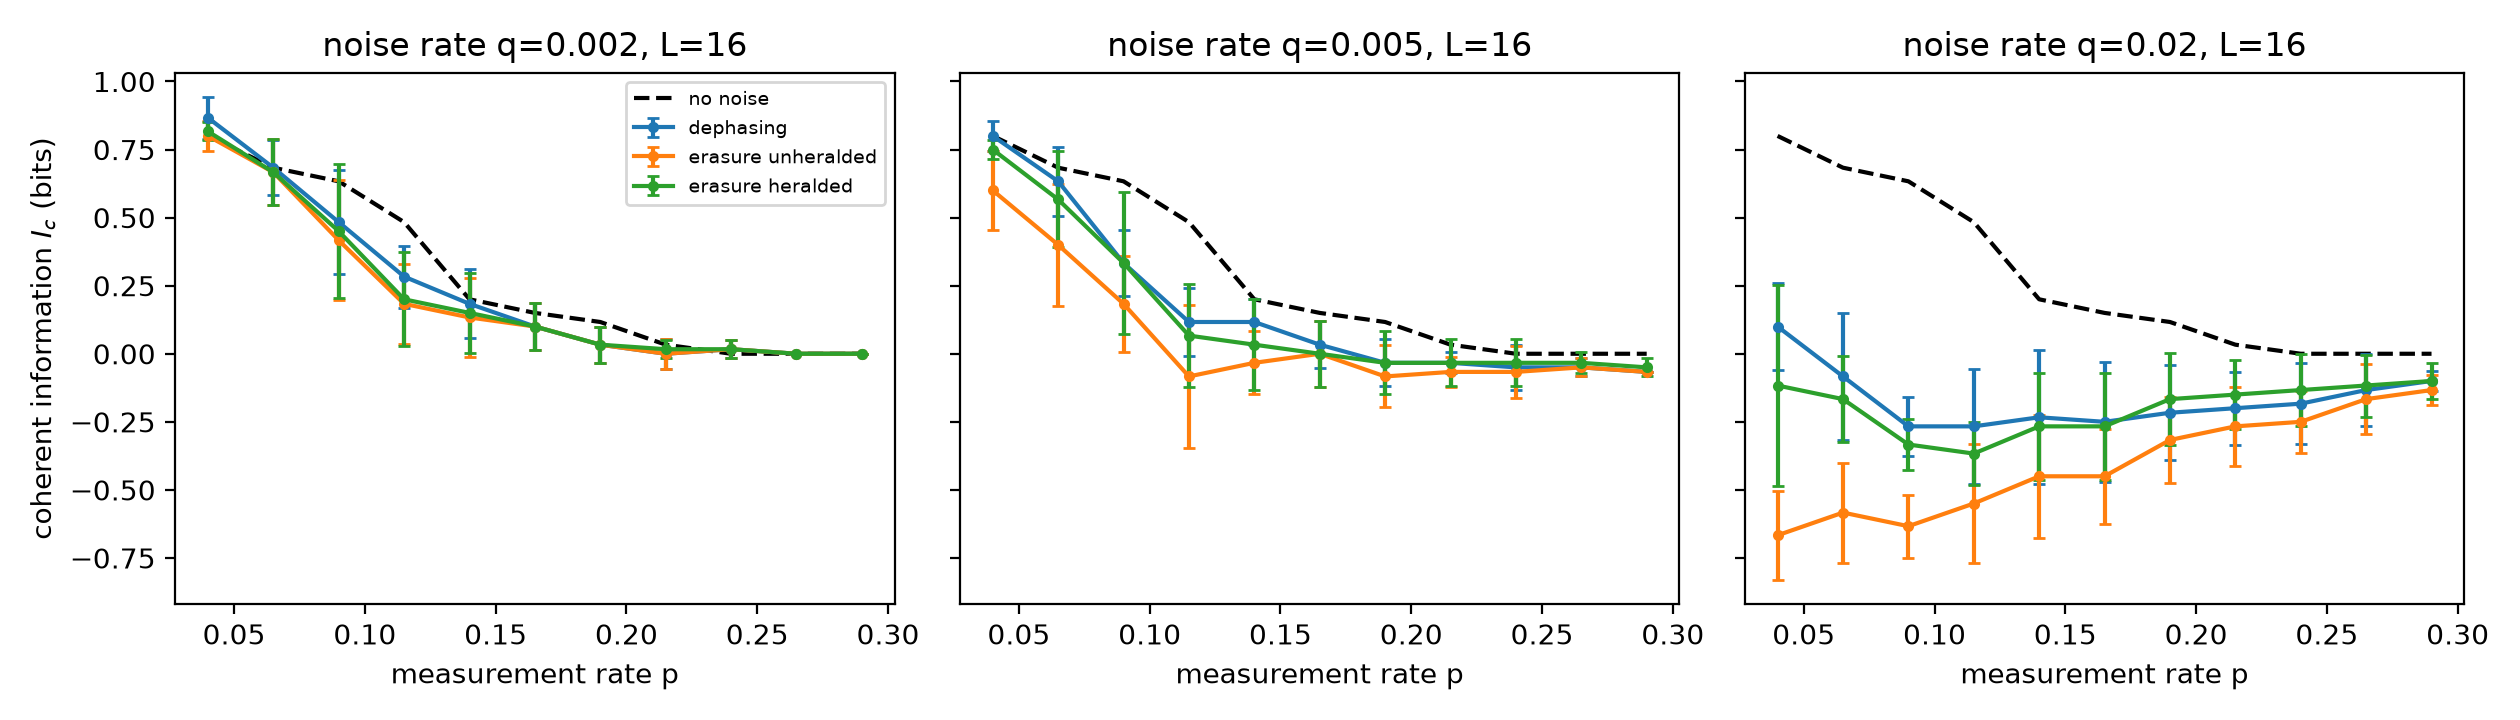 noise rate q=0.002, L=16
noise rate q=0.005, L=16
noise rate q=0.02, L=16
coherent information I_c (bits)
1.00
0.75
0.50
0.25
0.00
−0.25
−0.50
−0.75
no noise
dephasing
erasure unheralded
erasure heralded
0.05 0.10 0.15 0.20 0.25 0.30
0.05 0.10 0.15 0.20 0.25 0.30
0.05 0.10 0.15 0.20 0.25 0.30
measurement rate p
measurement rate p
measurement rate p